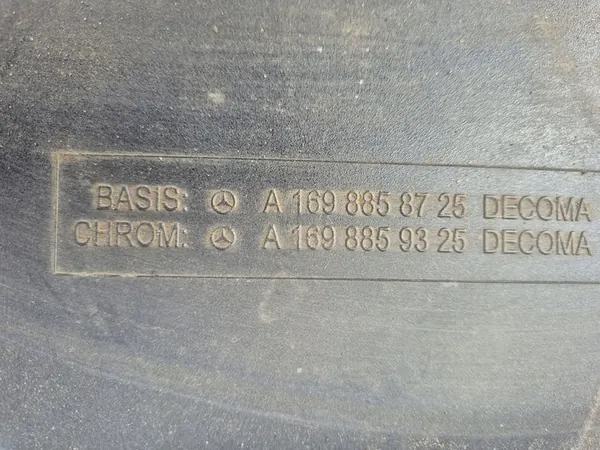 BASIS: A 169 885 87 25 DECOMA
CHROM: A 169 885 93 25 DECOMA